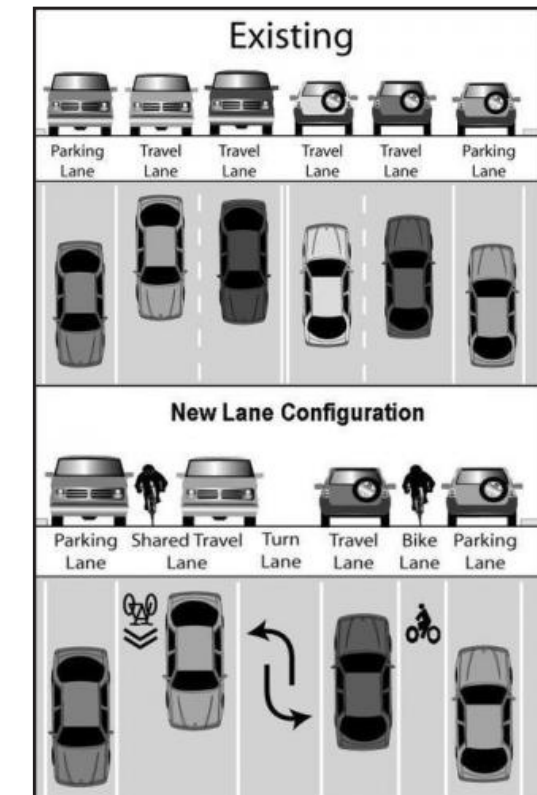 Existing
Parking Travel Travel Travel Travel Parking
Lane Lane Lane Lane Lane Lane
New Lane Configuration
Parking Shared Travel Turn Travel Bike Parking
Lane Lane Lane Lane Lane Lane